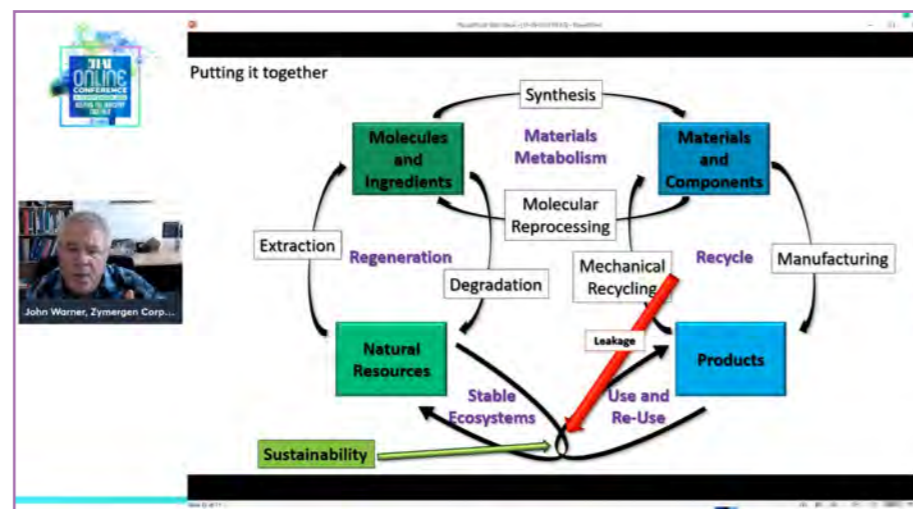 ONLINE
CONFERENCE
Putting it together
Synthesis
Molecules
and
Ingredients
Materials
Metabolism
Materials
and
Components
Molecular
Reprocessing
Extraction
Regeneration
Degradation
Mechanical
Recycling
Recycle
Manufacturing
Leakage
Natural
Resources
Products
Stable
Ecosystems
Use and
Re-Use
Sustainability
John Warner, Zymergen Corp...